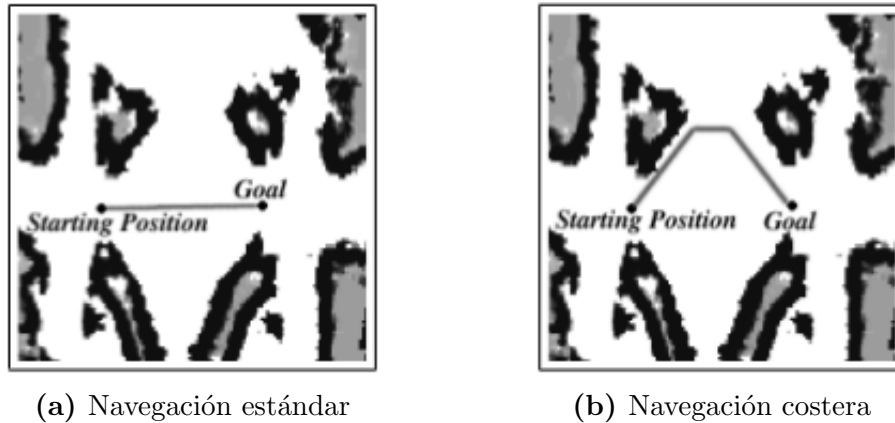 Goal
Starting Position
Starting Position Goal
(a) Navegación estándar
(b) Navegación costera